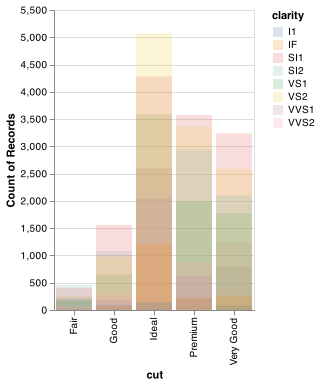 5,500
5,000
4,500
4,000
3,500
3,000
2,500
2,000
1,500
1,000
500
0
Count of Records
Fair
Good
Ideal
Premium
Very Good
cut
clarity
I1
IF
SI1
SI2
VS1
VS2
VVS1
VVS2